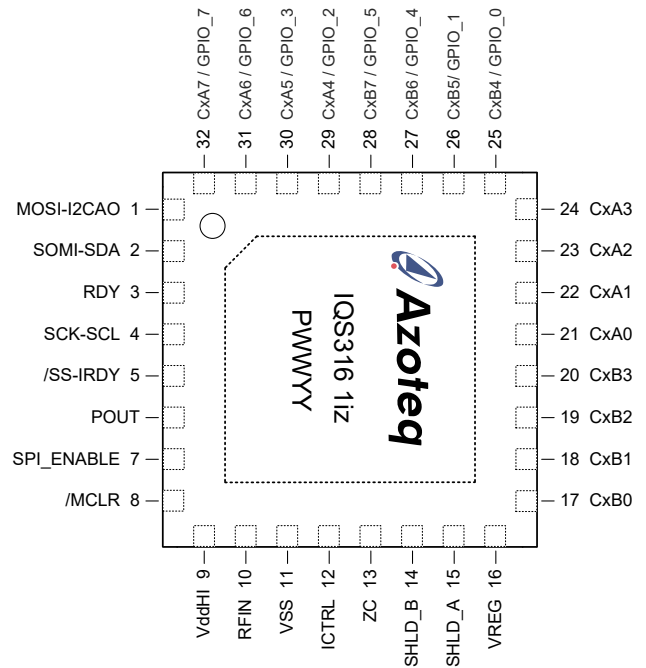 32 CxA7 / GPIO_7
31 CxA6 / GPIO_6
30 CxA5 / GPIO_3
29 CxA4 / GPIO_2
28 CxB7 / GPIO_5
27 CxB6 / GPIO_4
26 CxB5/ GPIO_1
25 CxB4 / GPIO_0
MOSI-I2CAO 1
SOMI-SDA 2
RDY 3
SCK-SCL 4
/SS-IRDY 5
POUT
SPI_ENABLE 7
/MCLR 8
Azoteq
IQS316 1iz
PWWYY
24 CxA3
23 CxA2
22 CxA1
21 CxA0
20 CxB3
19 CxB2
18 CxB1
17 CxB0
VddHI 9
RFIN 10
VSS 11
ICTRL 12
ZC 13
SHLD_B 14
SHLD_A 15
VREG 16